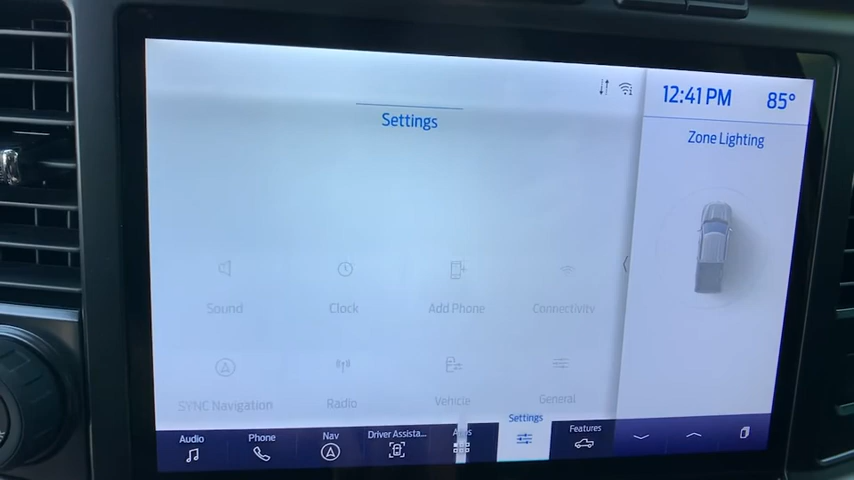 12:41 PM 85°
Settings
Zone Lighting
Sound Clock Add Phone Connectivity
SYNC Navigation Radio Vehicle General
Audio Phone Nav Driver Assista... Settings Features